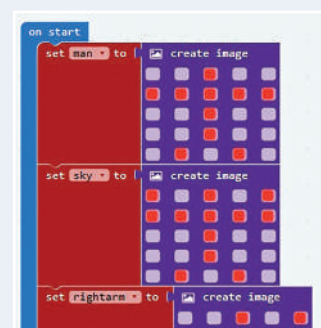 on start
set man to create image
set sky to create image
set rightarm to create image